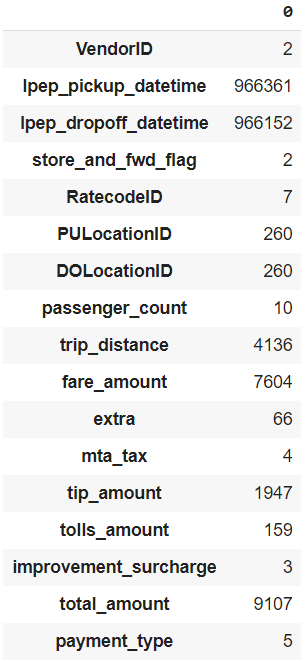 0
VendorID 2
lpep_pickup_datetime 966361
lpep_dropoff_datetime 966152
store_and_fwd_flag 2
RatecodeID 7
PULocationID 260
DOLocationID 260
passenger_count 10
trip_distance 4136
fare_amount 7604
extra 66
mta_tax 4
tip_amount 1947
tolls_amount 159
improvement_surcharge 3
total_amount 9107
payment_type 5